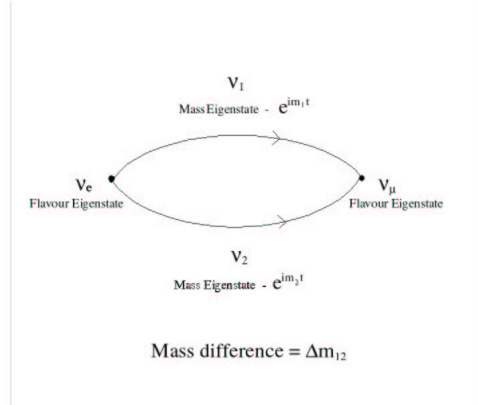 ν₁
Mass Eigenstate - e^{im₁t}
νe
Flavour Eigenstate
νμ
Flavour Eigenstate
ν₂
Mass Eigenstate - e^{im₂t}
Mass difference = Δm₁₂